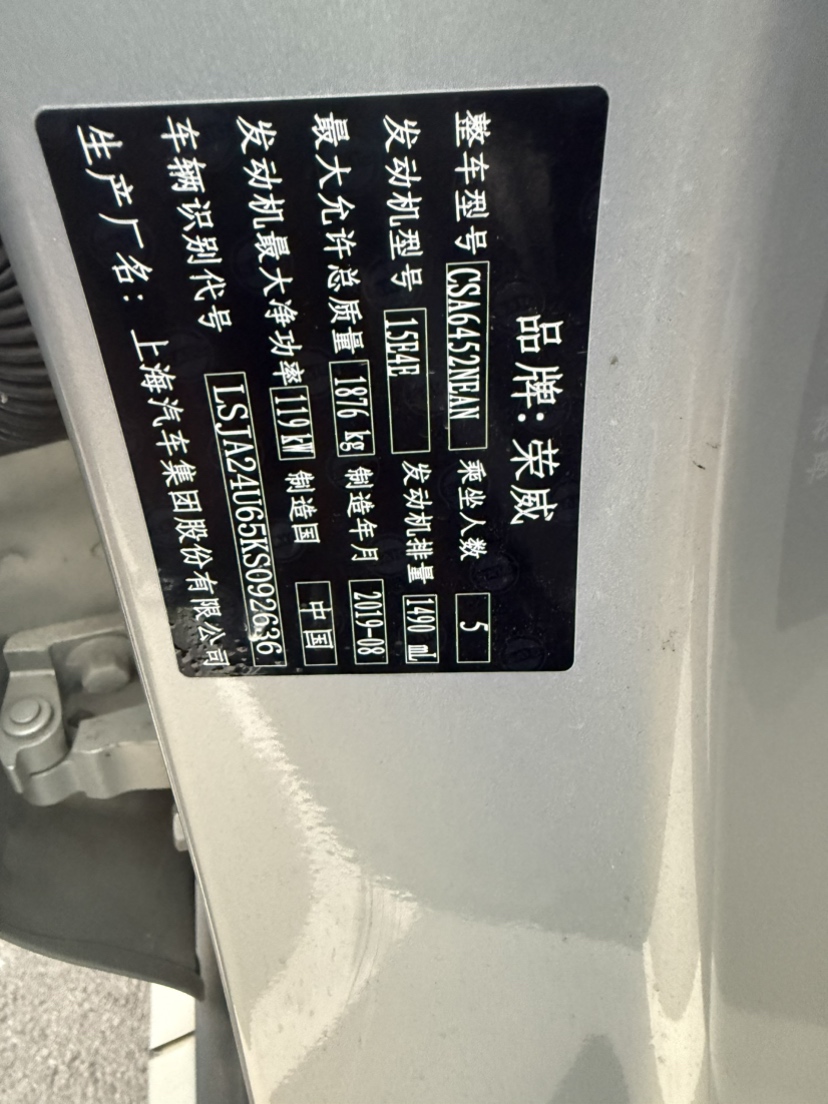 品牌: 荣威
整车型号 CSA6452NEAN 乘坐人数 5
发动机型号 15E4E 发动机排量 1490 mL
最大允许总质量 1876 kg 制造年月 2019-08
发动机最大净功率 119 kW 制造国 中国
车辆识别代号 LSJA24U65KS092636
生产厂名: 上海汽车集团股份有限公司